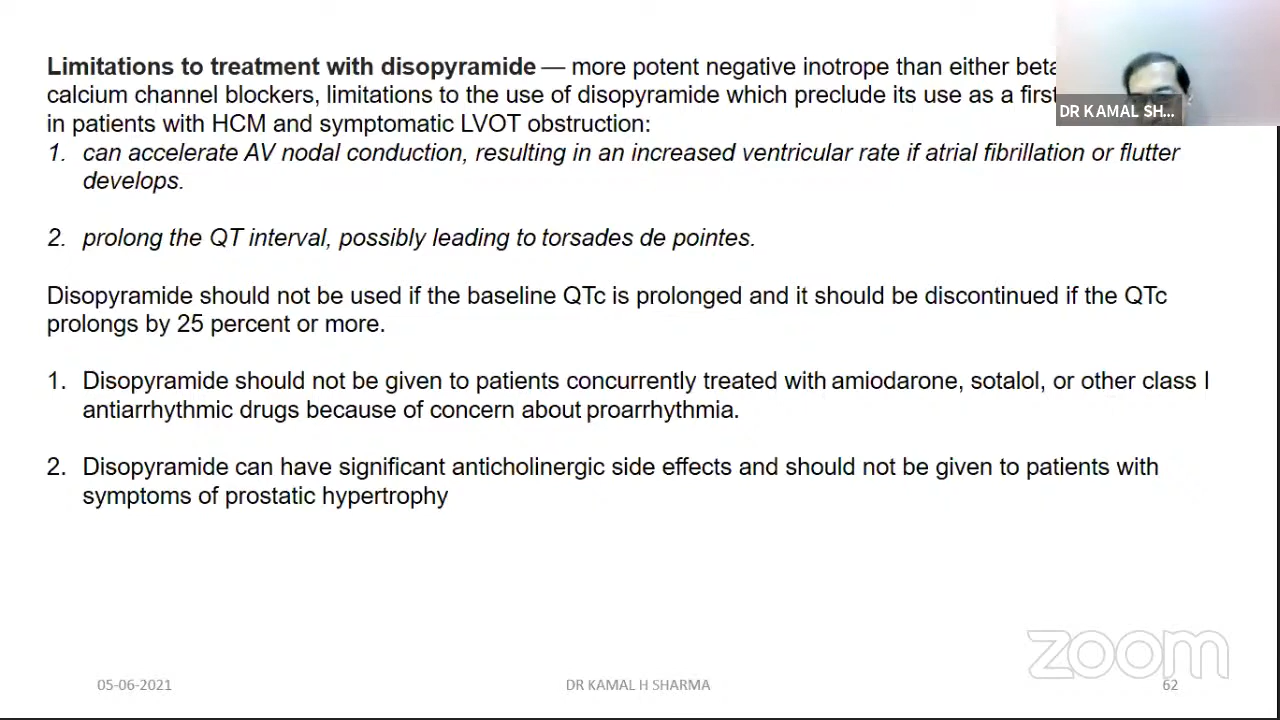 Limitations to treatment with disopyramide — more potent negative inotrope than either beta
calcium channel blockers, limitations to the use of disopyramide which preclude its use as a first
in patients with HCM and symptomatic LVOT obstruction:
1. can accelerate AV nodal conduction, resulting in an increased ventricular rate if atrial fibrillation or flutter
develops.
2. prolong the QT interval, possibly leading to torsades de pointes.
Disopyramide should not be used if the baseline QTc is prolonged and it should be discontinued if the QTc
prolongs by 25 percent or more.
1. Disopyramide should not be given to patients concurrently treated with amiodarone, sotalol, or other class I
antiarrhythmic drugs because of concern about proarrhythmia.
2. Disopyramide can have significant anticholinergic side effects and should not be given to patients with
symptoms of prostatic hypertrophy
DR KAMAL SH...
zoom
05-06-2021
DR KAMAL H SHARMA
62